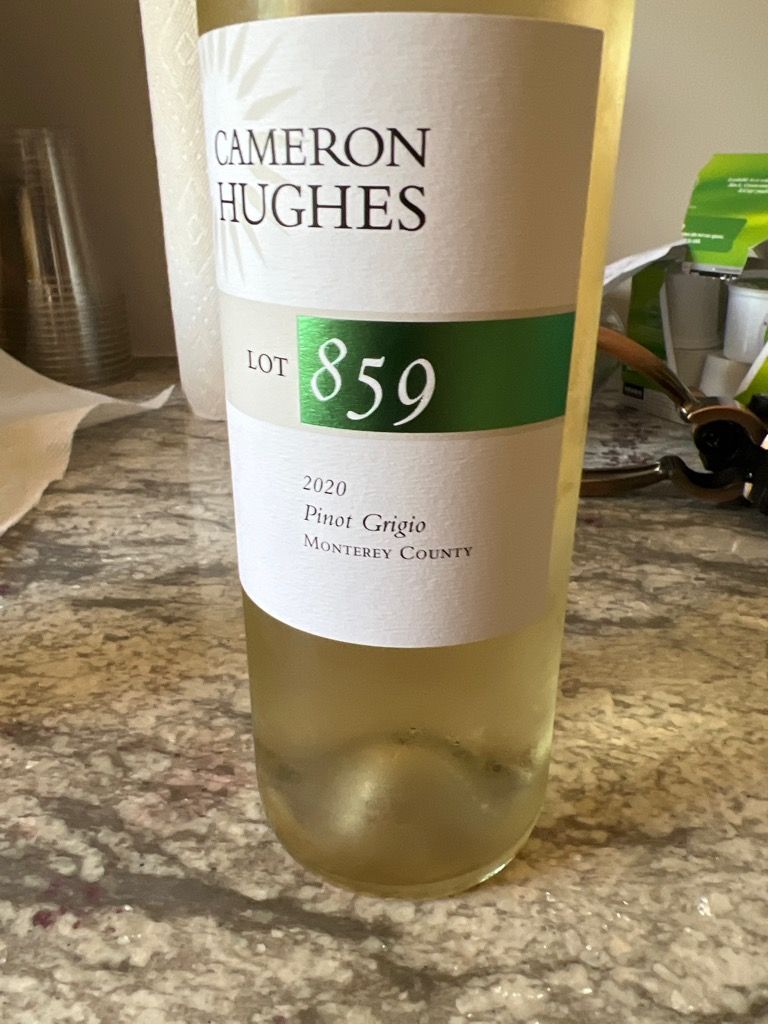 CAMERON
HUGHES
LOT 859
2020
Pinot Grigio
MONTEREY COUNTY